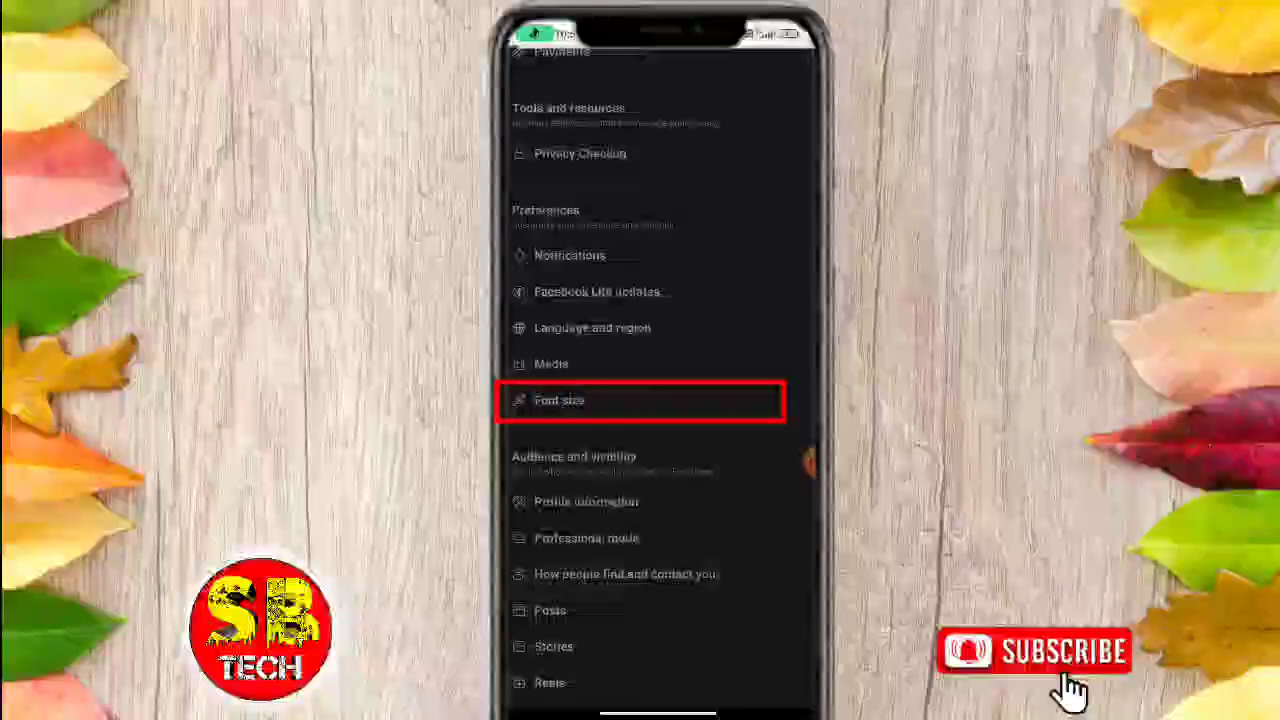 Payments
Tools and resources
Privacy Checkup
Preferences
Notifications
Facebook Lite updates
Language and region
Media
Font size
Audience and visibility
Profile information
Professional mode
How people find and contact you
Posts
Stories
Reels
SB
TECH
SUBSCRIBE